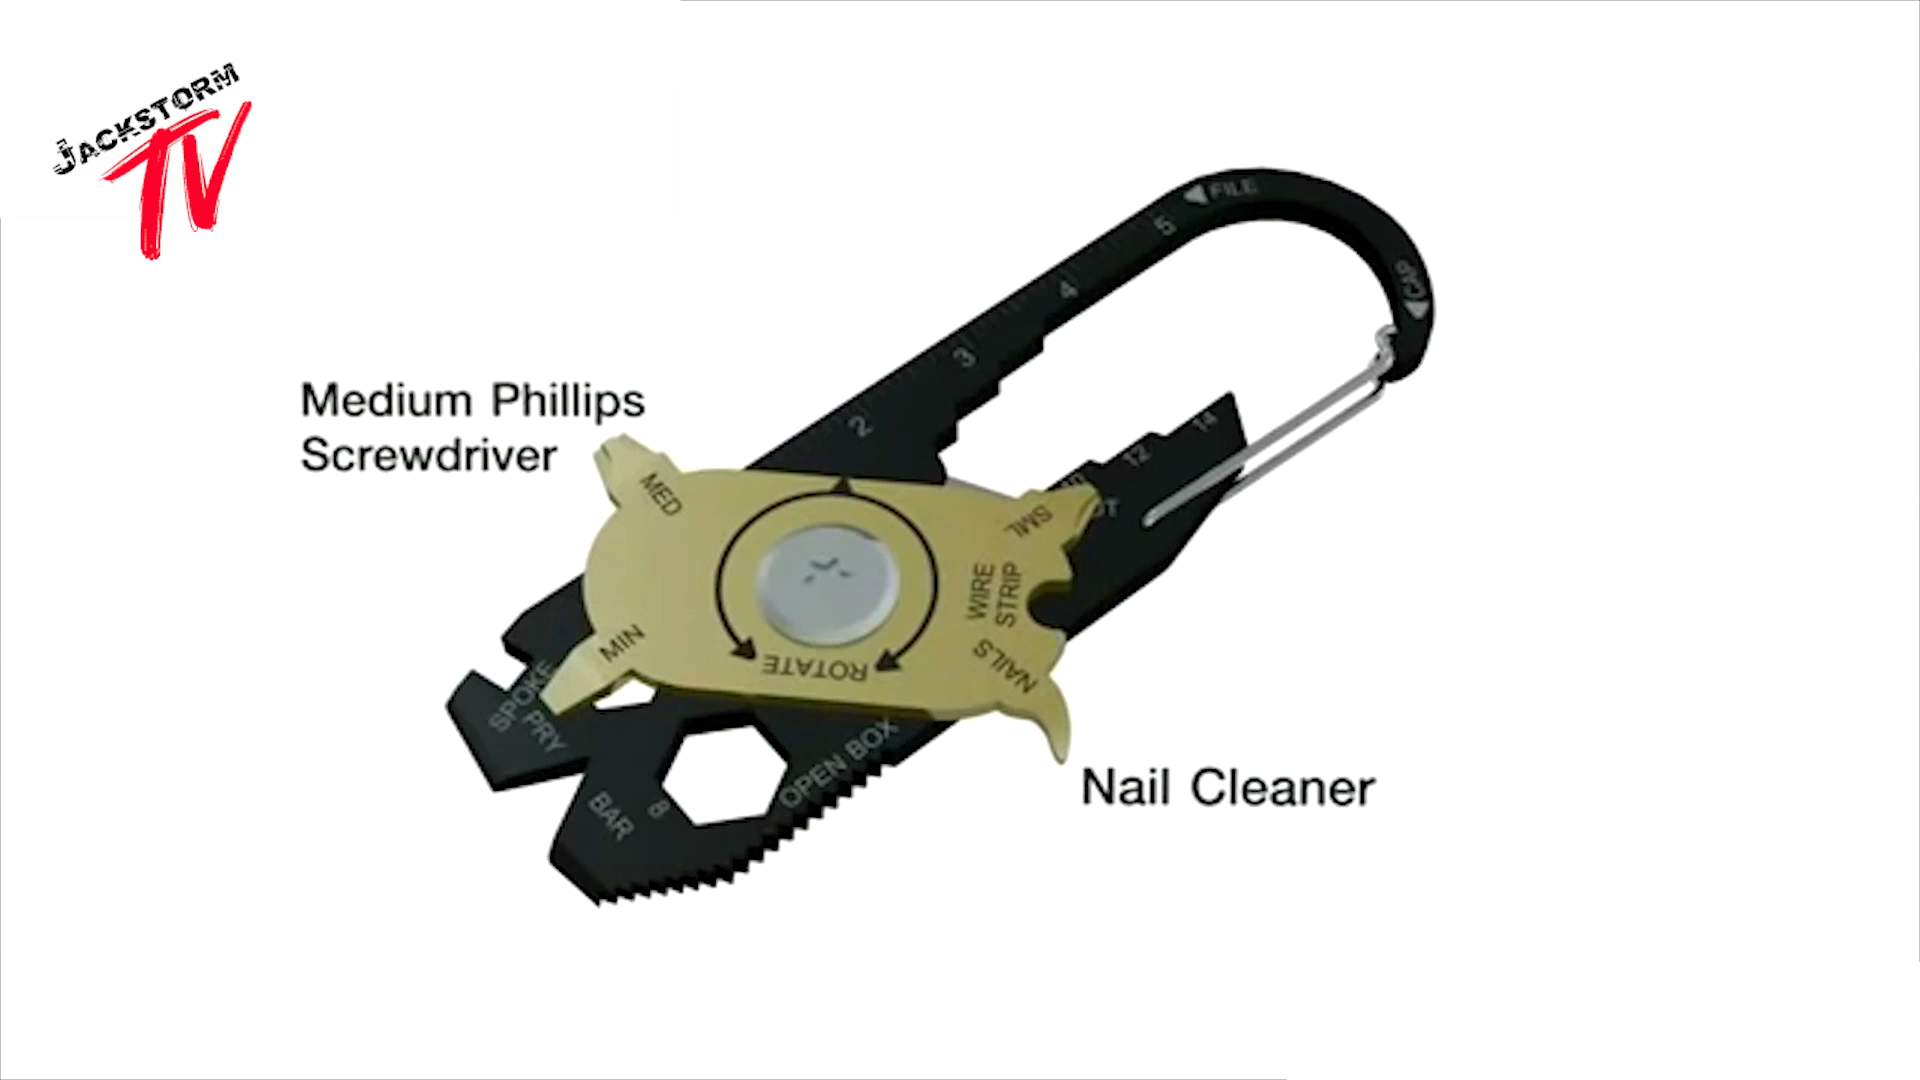 JACKSTORM
TV
FILE
CAP
5
4
3
2
14
12
Medium Phillips
Screwdriver
MED
SML
WIRE
STRIP
MIN
NAILS
ROTATE
SPOKE
PRY
BAR
8
OPEN BOX
Nail Cleaner